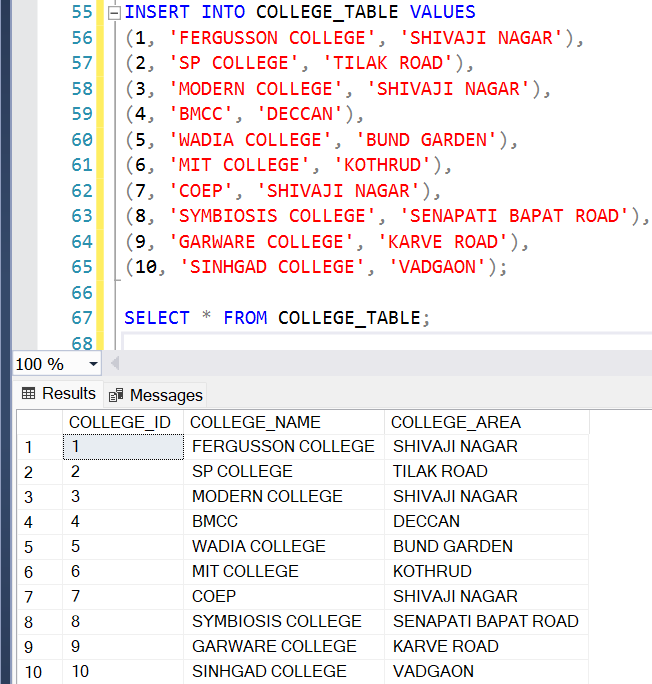 55 INSERT INTO COLLEGE_TABLE VALUES
56 (1, 'FERGUSSON COLLEGE', 'SHIVAJI NAGAR'),
57 (2, 'SP COLLEGE', 'TILAK ROAD'),
58 (3, 'MODERN COLLEGE', 'SHIVAJI NAGAR'),
59 (4, 'BMCC', 'DECCAN'),
60 (5, 'WADIA COLLEGE', 'BUND GARDEN'),
61 (6, 'MIT COLLEGE', 'KOTHRUD'),
62 (7, 'COEP', 'SHIVAJI NAGAR'),
63 (8, 'SYMBIOSIS COLLEGE', 'SENAPATI BAPAT ROAD'),
64 (9, 'GARWARE COLLEGE', 'KARVE ROAD'),
65 (10, 'SINHGAD COLLEGE', 'VADGAON');
66
67 SELECT * FROM COLLEGE_TABLE;
68
100 %
Results Messages
COLLEGE_ID COLLEGE_NAME COLLEGE_AREA
1 1 FERGUSSON COLLEGE SHIVAJI NAGAR
2 2 SP COLLEGE TILAK ROAD
3 3 MODERN COLLEGE SHIVAJI NAGAR
4 4 BMCC DECCAN
5 5 WADIA COLLEGE BUND GARDEN
6 6 MIT COLLEGE KOTHRUD
7 7 COEP SHIVAJI NAGAR
8 8 SYMBIOSIS COLLEGE SENAPATI BAPAT ROAD
9 9 GARWARE COLLEGE KARVE ROAD
10 10 SINHGAD COLLEGE VADGAON